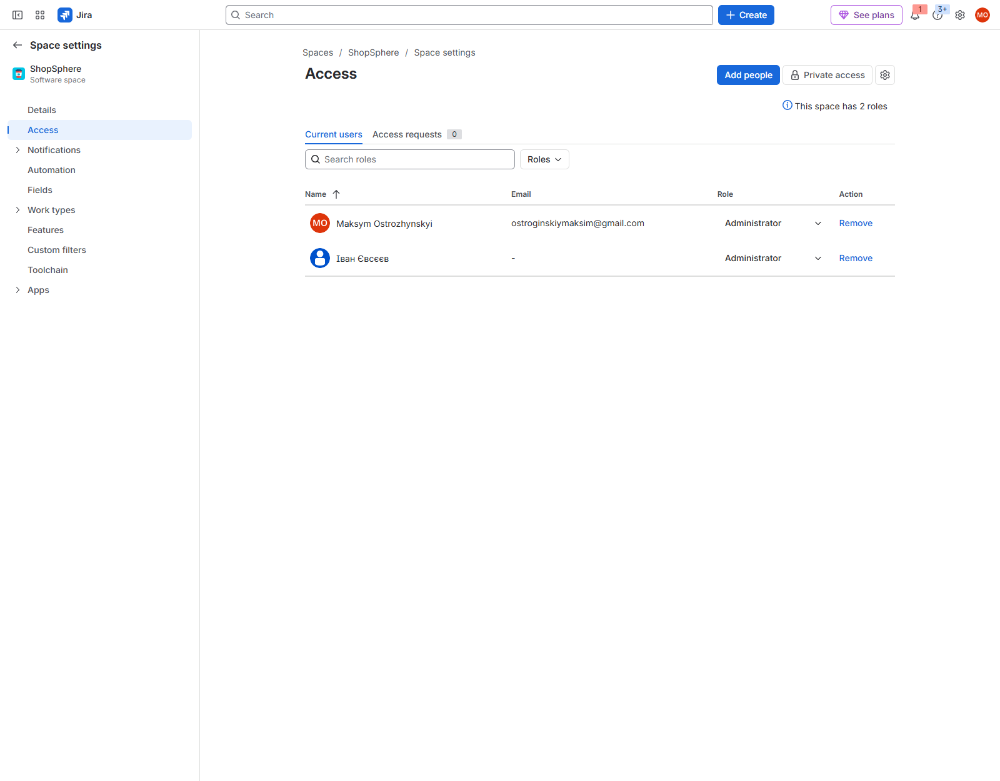 Jira
Search
Create
See plans
1
3+
MO
Space settings
ShopSphere
Software space
Details
Access
Notifications
Automation
Fields
Work types
Features
Custom filters
Toolchain
Apps
Spaces / ShopSphere / Space settings
Access
Add people
Private access
This space has 2 roles
Current users
Access requests 0
Search roles
Roles
Name Email Role Action
MO Maksym Ostrozhynskyi ostroginskiymaksim@gmail.com Administrator Remove
Іван Євсєєв - Administrator Remove